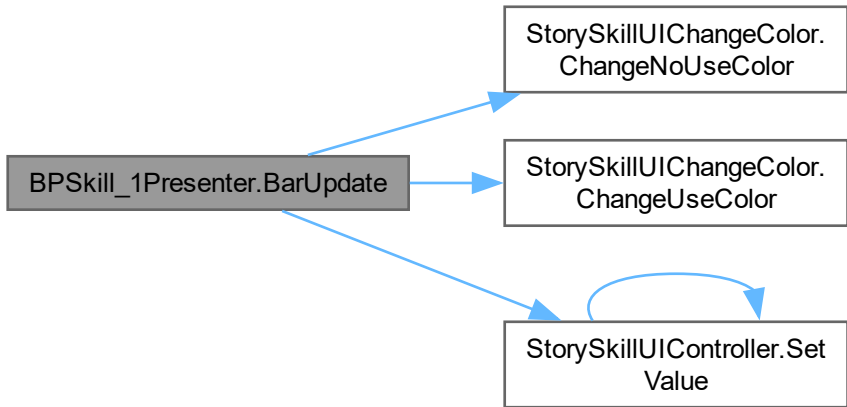 StorySkillUIChangeColor.
ChangeNoUseColor
BPSkill_1Presenter.BarUpdate
StorySkillUIChangeColor.
ChangeUseColor
StorySkillUIController.Set
Value